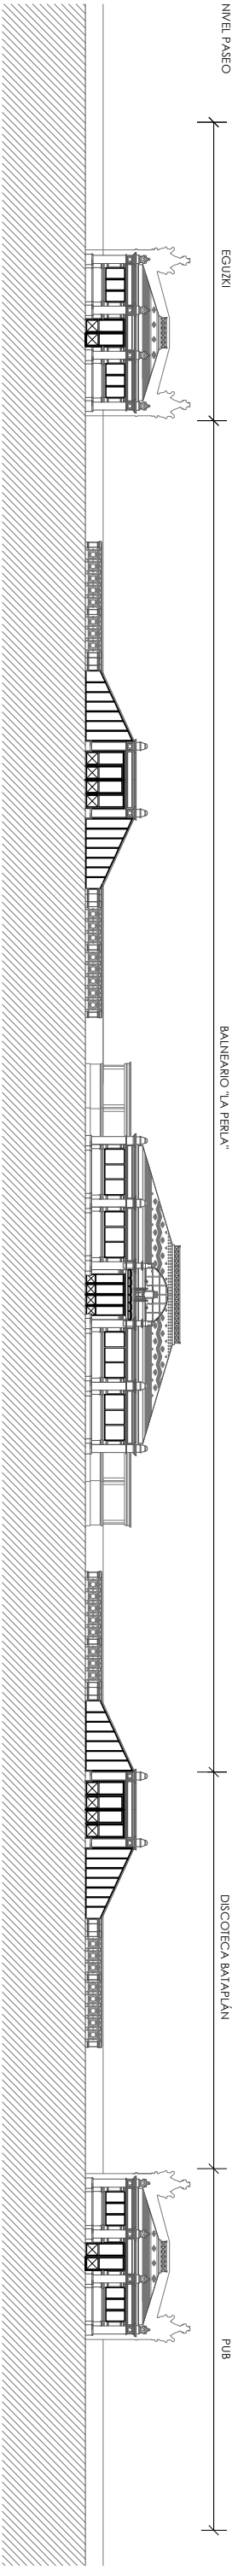 NIVEL PASEO
EGUZKI
BALNEARIO "LA PERLA"
DISCOTECA BATAPLÁN
PUB